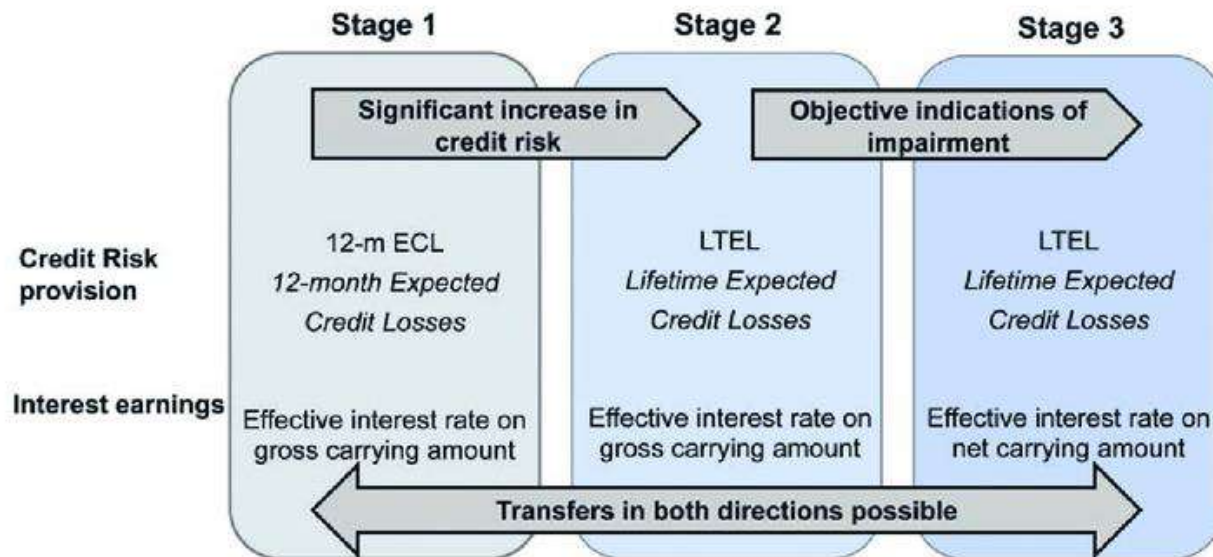 Stage 1
Stage 2
Stage 3
Significant increase in
credit risk
Objective indications of
impairment
Credit Risk
provision
12-m ECL
12-month Expected
Credit Losses
LTEL
Lifetime Expected
Credit Losses
LTEL
Lifetime Expected
Credit Losses
Interest earnings
Effective interest rate on
gross carrying amount
Effective interest rate on
gross carrying amount
Effective interest rate on
net carrying amount
Transfers in both directions possible